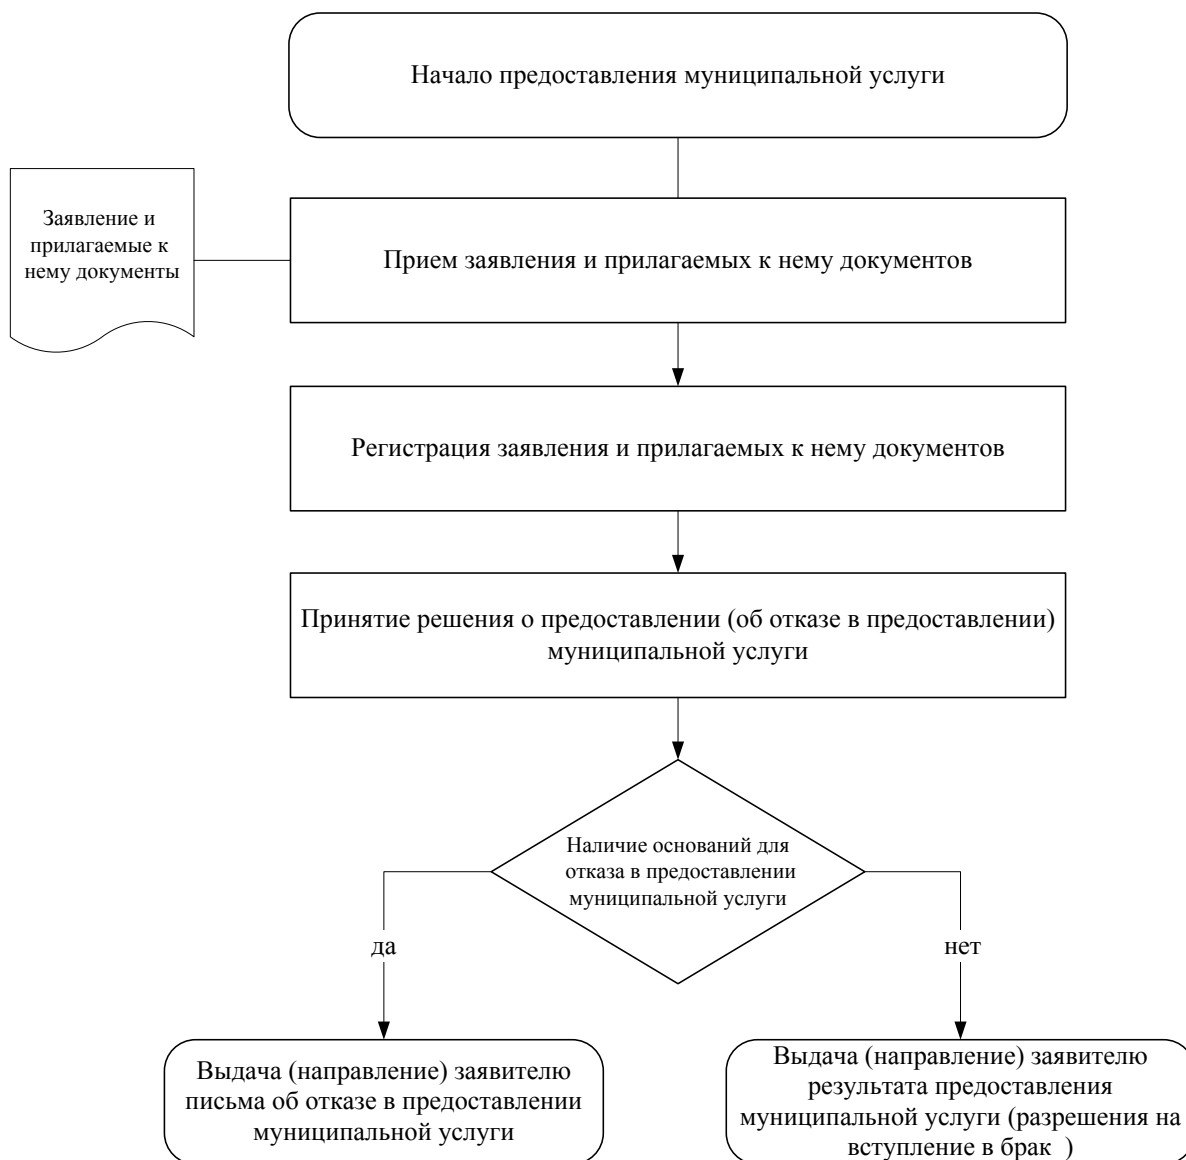 Начало предоставления муниципальной услуги
Заявление и
прилагаемые к
нему документы
Прием заявления и прилагаемых к нему документов
Регистрация заявления и прилагаемых к нему документов
Принятие решения о предоставлении (об отказе в предоставлении)
муниципальной услуги
Наличие оснований для
отказа в предоставлении
муниципальной услуги
да
нет
Выдача (направление) заявителю
письма об отказе в предоставлении
муниципальной услуги
Выдача (направление) заявителю
результата предоставления
муниципальной услуги (разрешения на
вступление в брак )